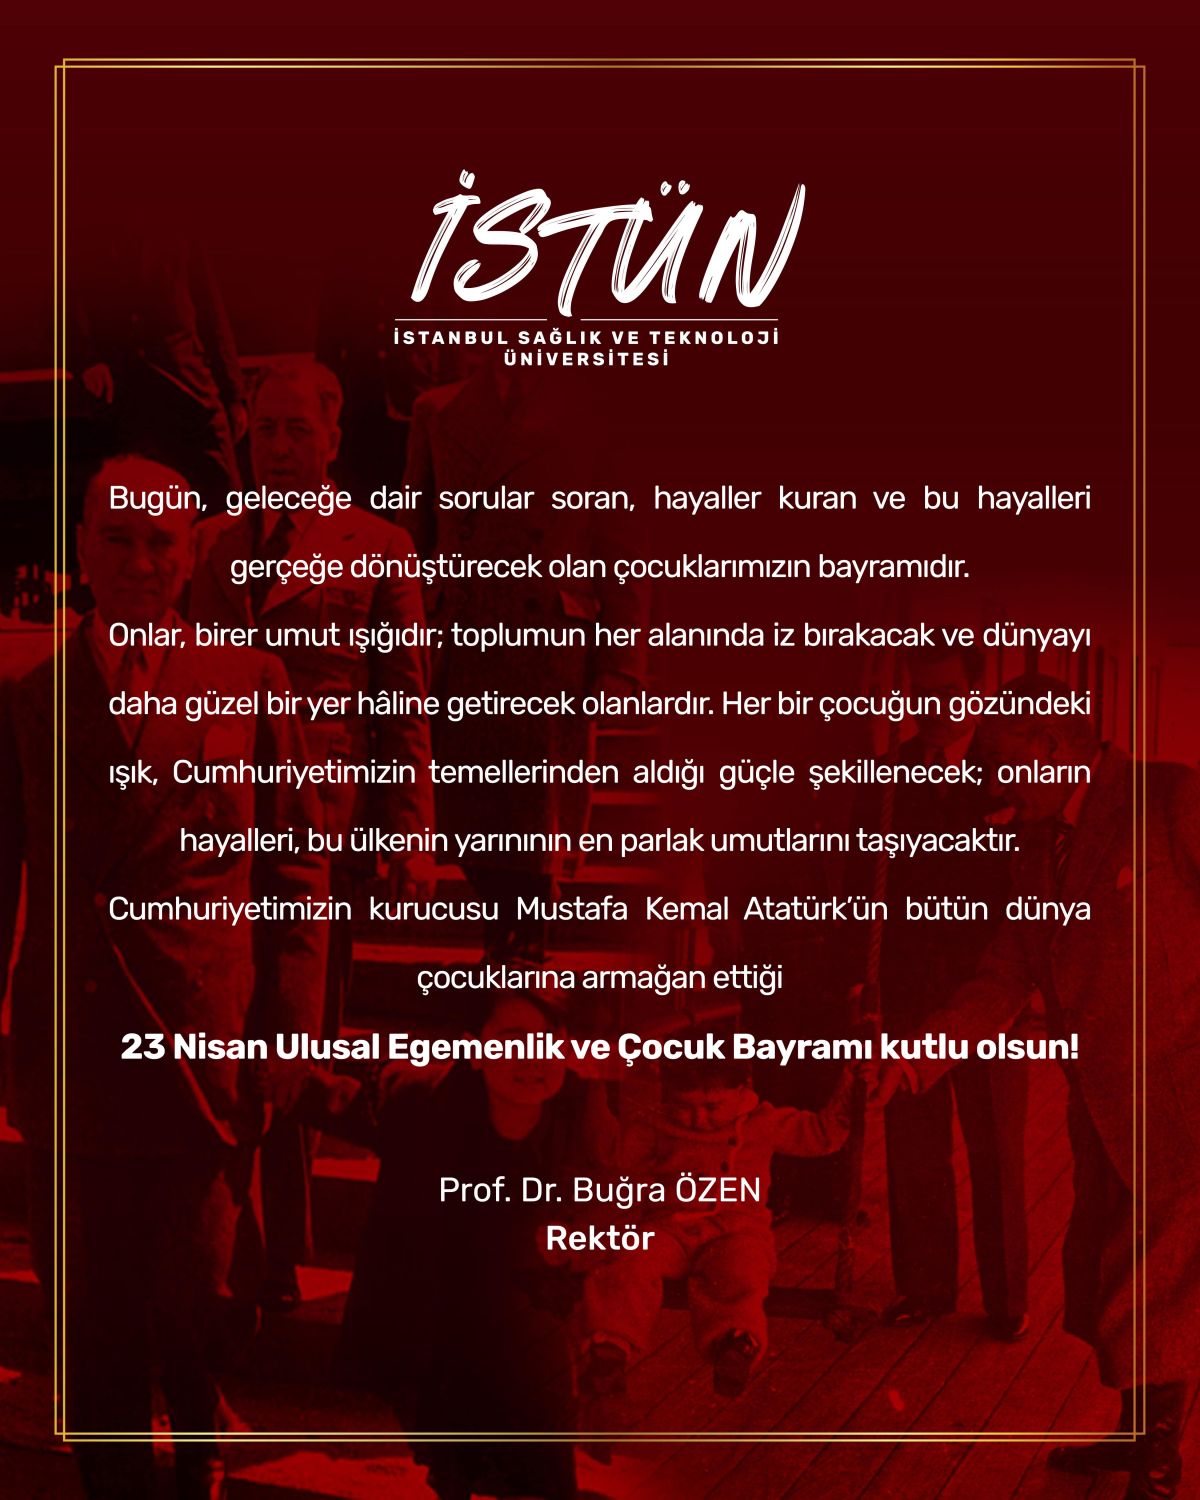 İSTÜN
İSTANBUL SAĞLIK VE TEKNOLOJİ
ÜNİVERSİTESİ
Bugün, geleceğe dair sorular soran, hayaller kuran ve bu hayalleri
gerçeğe dönüştürecek olan çocuklarımızın bayramıdır.
Onlar, birer umut ışığıdır; toplumun her alanında iz bırakacak ve dünyayı
daha güzel bir yer hâline getirecek olanlardır. Her bir çocuğun gözündeki
ışık, Cumhuriyetimizin temellerinden aldığı güçle şekillenecek; onların
hayalleri, bu ülkenin yarınının en parlak umutlarını taşıyacaktır.
Cumhuriyetimizin kurucusu Mustafa Kemal Atatürk’ün bütün dünya
çocuklarına armağan ettiği
23 Nisan Ulusal Egemenlik ve Çocuk Bayramı kutlu olsun!
Prof. Dr. Buğra ÖZEN
Rektör